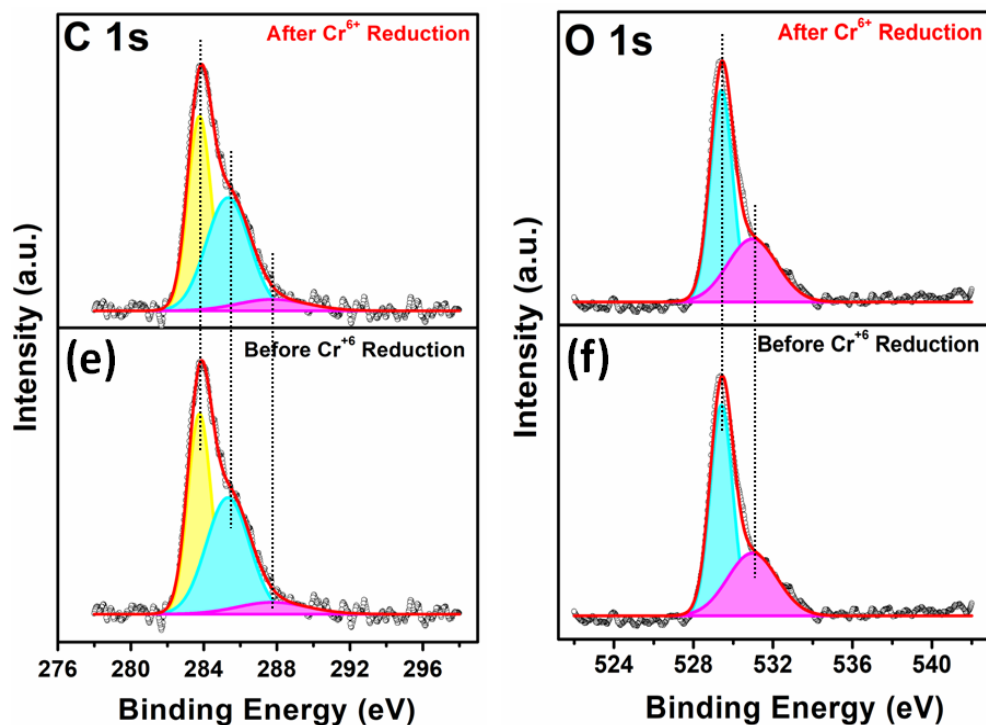 C 1s
After Cr⁶⁺ Reduction
(e)
Before Cr⁺⁶ Reduction
Intensity (a.u.)
276 280 284 288 292 296
Binding Energy (eV)
O 1s
After Cr⁶⁺ Reduction
(f)
Before Cr⁺⁶ Reduction
Intensity (a.u.)
524 528 532 536 540
Binding Energy (eV)